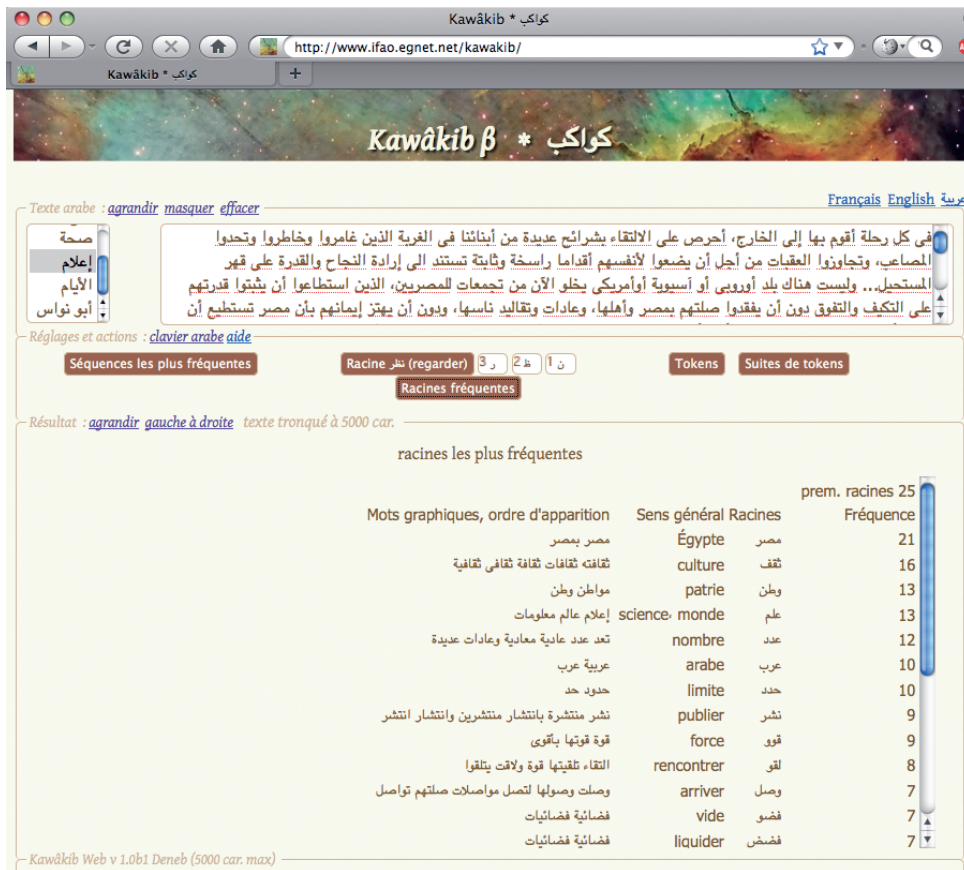 Kawâkib * كواكب
http://www.ifao.egnet.net/kawakib/
Kawâkib * كواكب
Kawâkib β * كواكب
Français English عربية
Texte arabe : agrandir masquer effacer
صحة
إعلام
الأيام
أبو نواس
فى كل رحلة أقوم بها إلى الخارج، أحرص على الالتقاء بشرائح عديدة من أبنائنا فى الغربة الذين غامروا وخاطروا وتحدوا
المصاعب، وتجاوزوا العقبات من أجل أن يضعوا لأنفسهم أقداما راسخة وثابتة تستند الى إرادة النجاح والقدرة على قهر
المستحيل... وليست هناك بلد أوروبى أو آسيوية أوأمريكى يخلو الآن من تجمعات للمصريين، الذين استطاعوا أن يثبتوا قدرتهم
على التكيف والتفوق دون أن يفقدوا صلتهم بمصر وأهلها، وعادات وتقاليد ناسها، ودون أن يهتز إيمانهم بأن مصر تستطيع أن
Réglages et actions : clavier arabe aide
Séquences les plus fréquentes
Racine نظر (regarder) ر 3 ظ 2 ن 1
Tokens
Suites de tokens
Racines fréquentes
Résultat : agrandir gauche à droite texte tronqué à 5000 car.
racines les plus fréquentes
prem. racines 25
Mots graphiques, ordre d'apparition Sens général Racines Fréquence
مصر بمصر Égypte مصر 21
ثقافته ثقافات ثقافة ثقافى ثقافية culture ثقف 16
مواطن وطن patrie وطن 13
إعلام عالم معلومات science، monde علم 13
تعد عدد عادية معادية وعادات عديدة nombre عدد 12
عربية عرب arabe عرب 10
حدود حد limite حدد 10
نشر منتشرة بانتشار منتشرين وانتشار انتشر publier نشر 9
قوة قوتها بأقوى force قوو 9
التقاء تلقيتها قوة ولاقت يتلقوا rencontrer لقو 8
وصلت وصولها لتصل مواصلات صلتهم تواصل arriver وصل 7
فضائية فضائيات vide فضو 7
فضائية فضائيات liquider فضض 7
Kawâkib Web v 1.0b1 Deneb (5000 car. max)